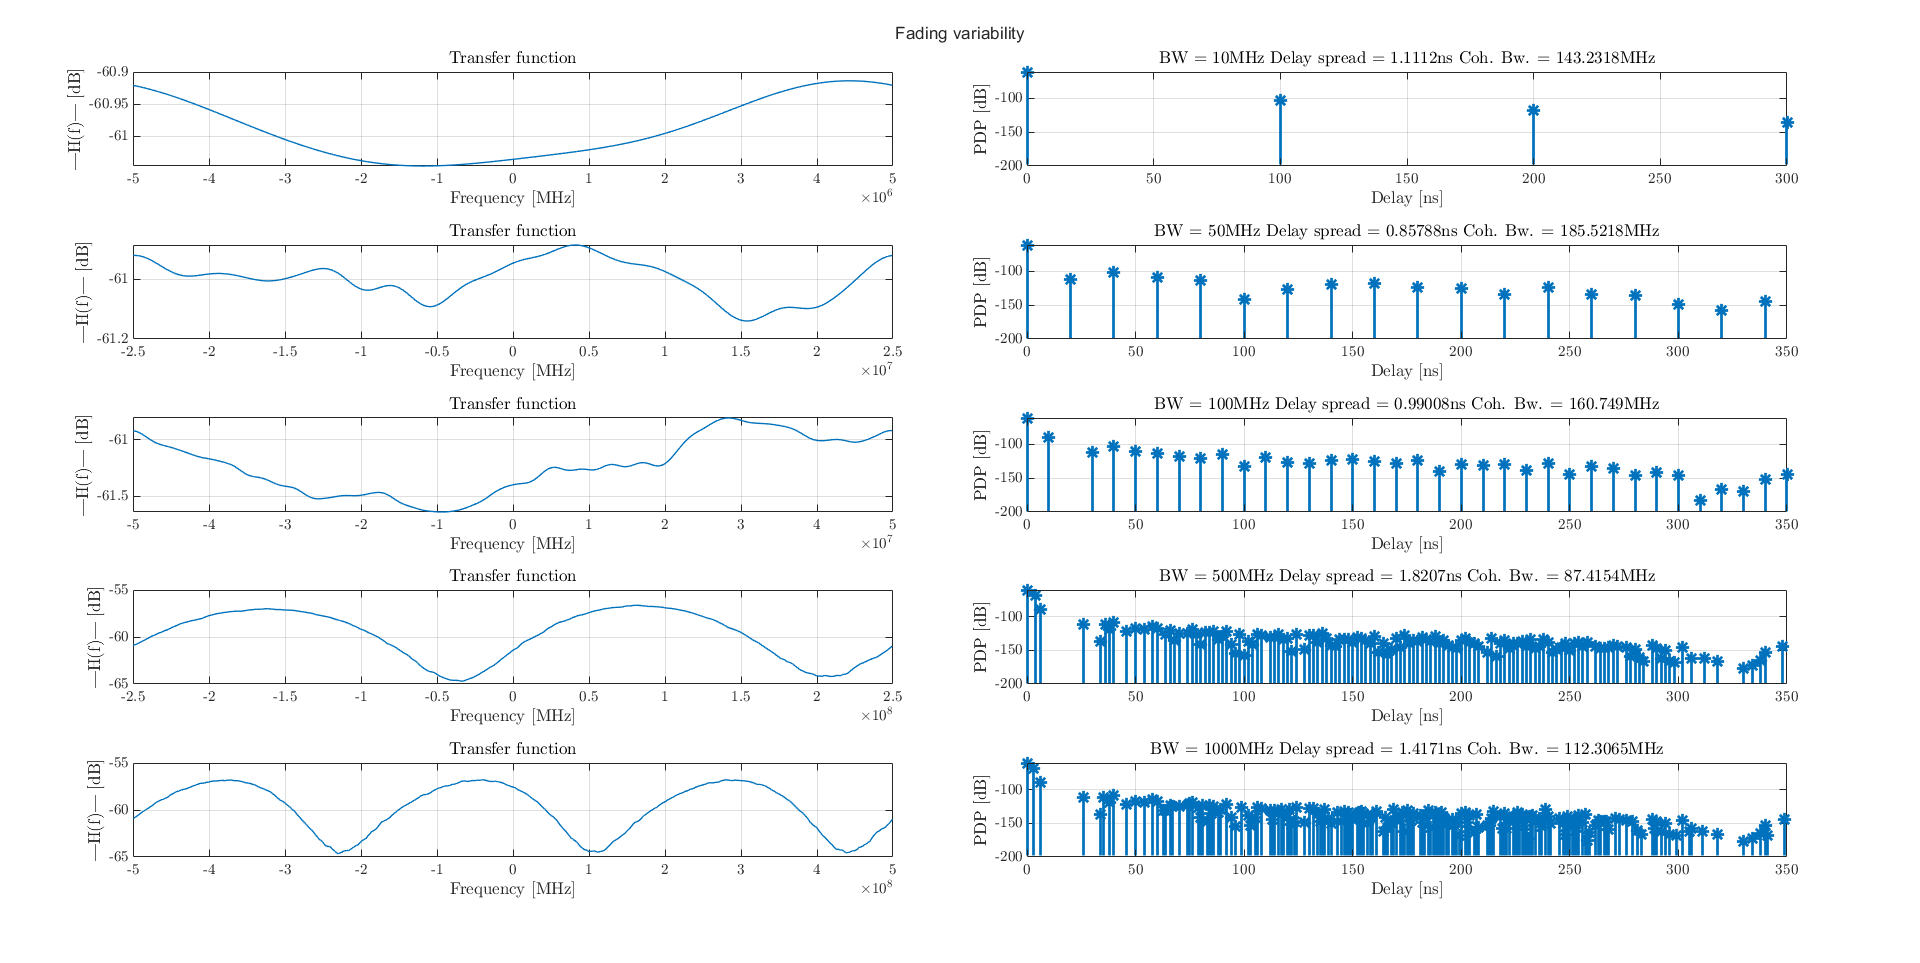 Fading variability
Transfer function
—H(f)— [dB]
-60.9
-60.95
-61
-5 -4 -3 -2 -1 0 1 2 3 4 5
Frequency [MHz]
×10^6
BW = 10MHz Delay spread = 1.1112ns Coh. Bw. = 143.2318MHz
PDP [dB]
-100
-150
-200
0 50 100 150 200 250 300
Delay [ns]
Transfer function
—H(f)— [dB]
-61
-61.2
-2.5 -2 -1.5 -1 -0.5 0 0.5 1 1.5 2 2.5
Frequency [MHz]
×10^7
BW = 50MHz Delay spread = 0.85788ns Coh. Bw. = 185.5218MHz
PDP [dB]
-100
-150
-200
0 50 100 150 200 250 300 350
Delay [ns]
Transfer function
—H(f)— [dB]
-61
-61.5
-5 -4 -3 -2 -1 0 1 2 3 4 5
Frequency [MHz]
×10^7
BW = 100MHz Delay spread = 0.99008ns Coh. Bw. = 160.749MHz
PDP [dB]
-100
-150
-200
0 50 100 150 200 250 300 350
Delay [ns]
Transfer function
—H(f)— [dB]
-55
-60
-65
-2.5 -2 -1.5 -1 -0.5 0 0.5 1 1.5 2 2.5
Frequency [MHz]
×10^8
BW = 500MHz Delay spread = 1.8207ns Coh. Bw. = 87.4154MHz
PDP [dB]
-100
-150
-200
0 50 100 150 200 250 300 350
Delay [ns]
Transfer function
—H(f)— [dB]
-55
-60
-65
-5 -4 -3 -2 -1 0 1 2 3 4 5
Frequency [MHz]
×10^8
BW = 1000MHz Delay spread = 1.4171ns Coh. Bw. = 112.3065MHz
PDP [dB]
-100
-150
-200
0 50 100 150 200 250 300 350
Delay [ns]